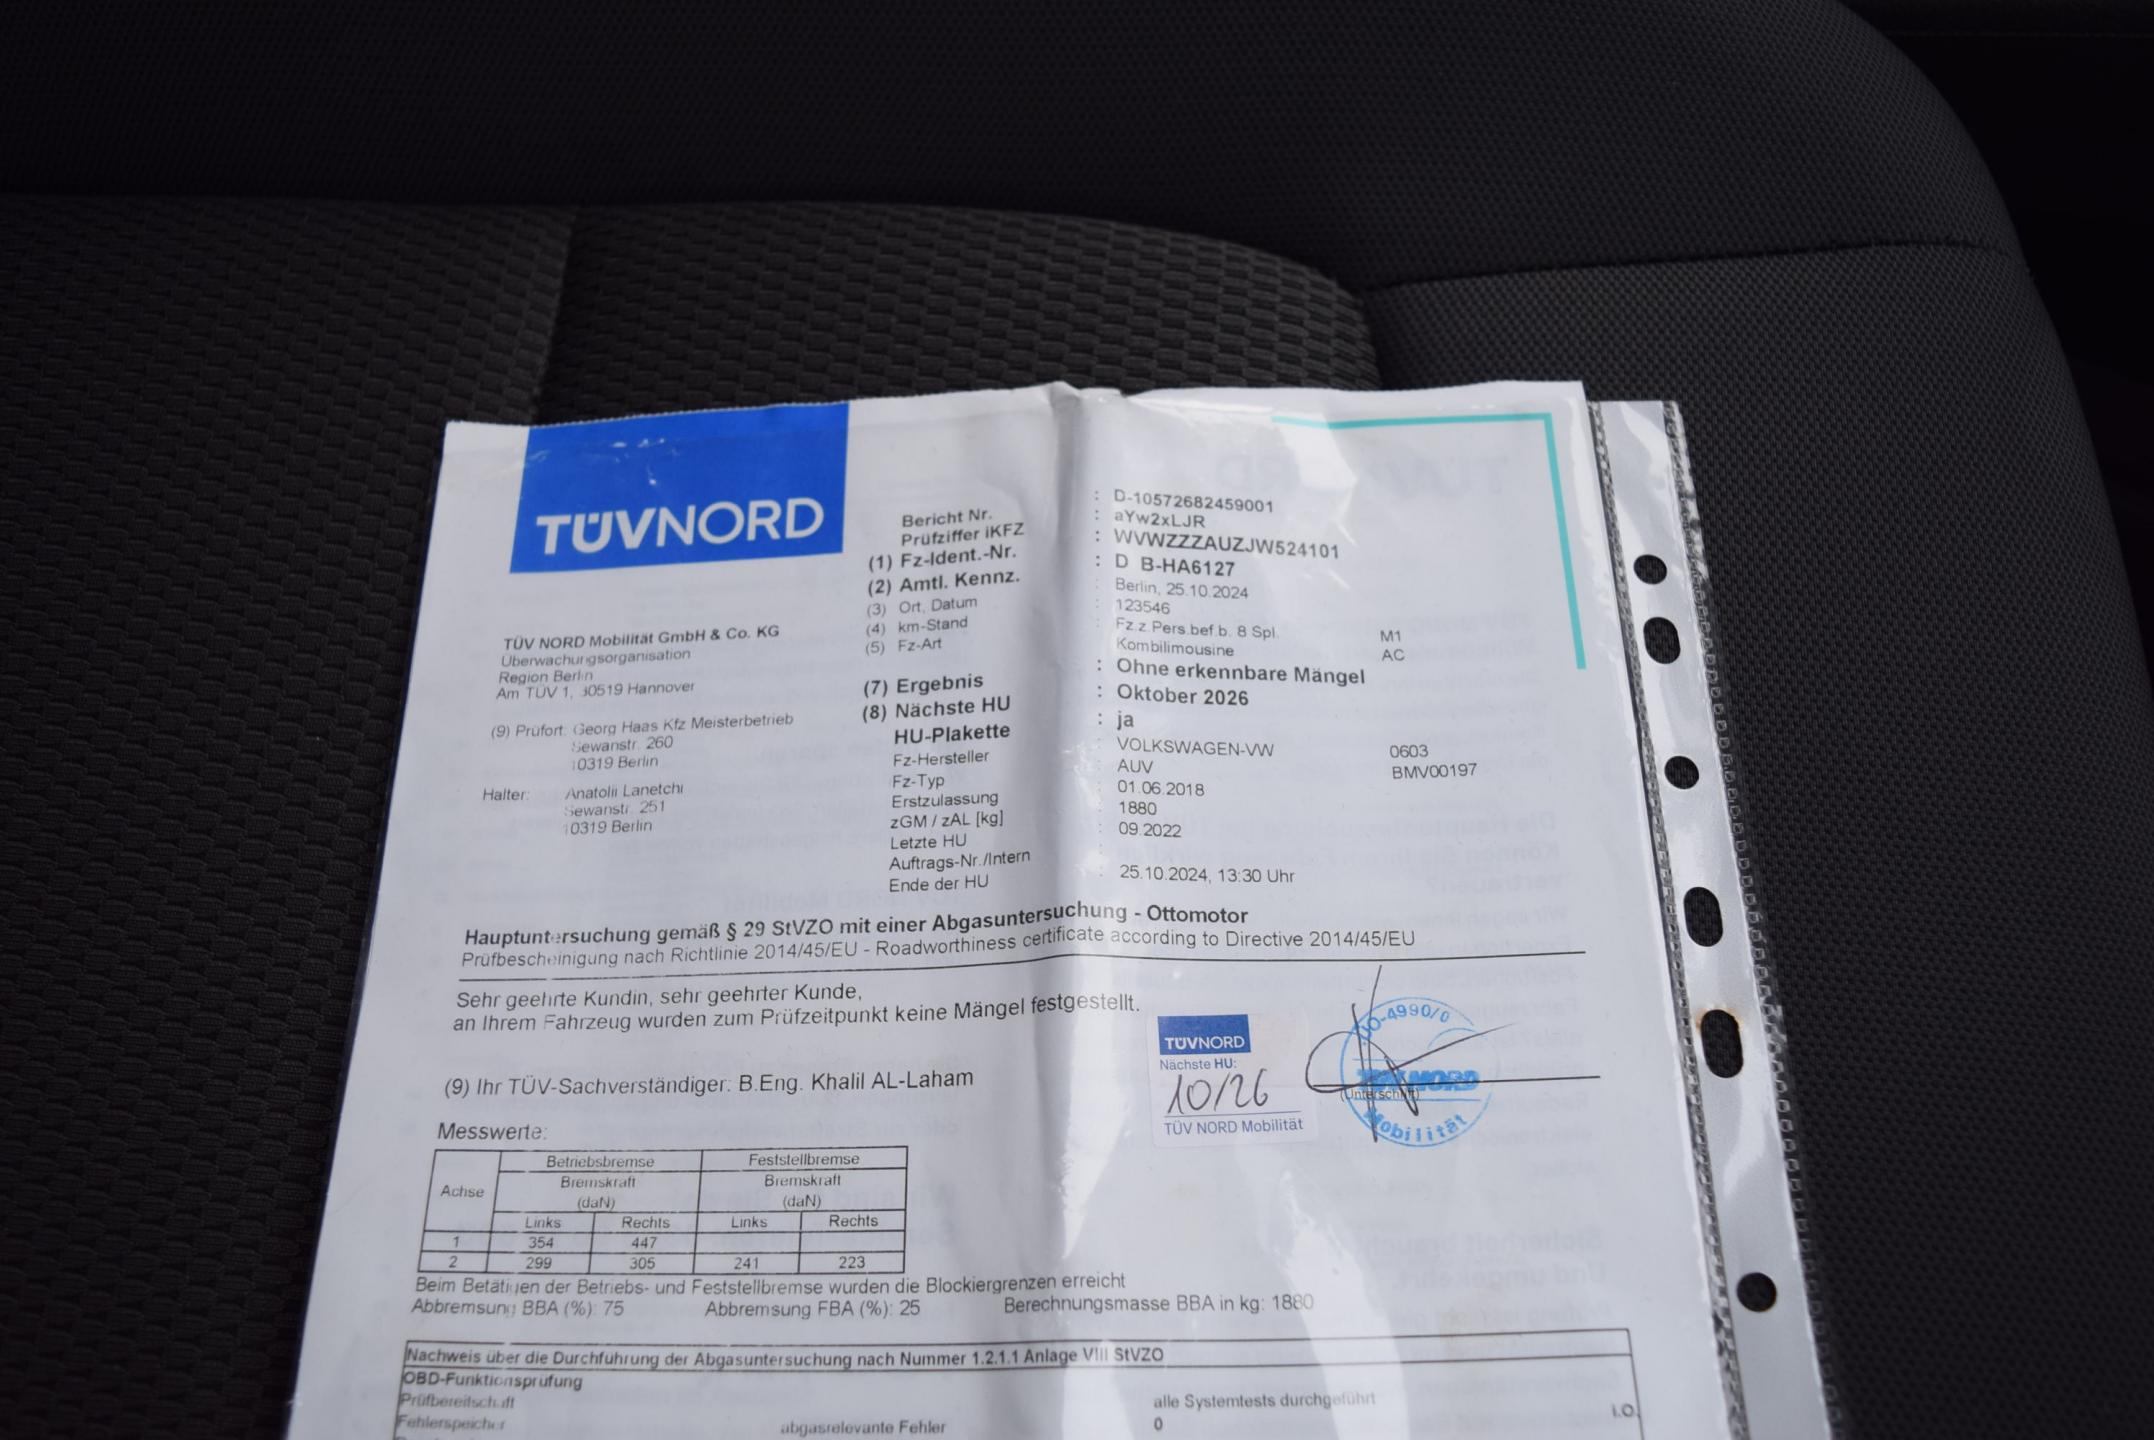 TÜVNORD
Bericht Nr. : D-10572682459001
Prüfziffer iKFZ : aYw2xLJR
(1) Fz-Ident.-Nr. : WVWZZZAUZJW524101
(2) Amtl. Kennz. : D B-HA6127
(3) Ort, Datum : Berlin, 25.10.2024
(4) km-Stand : 123546
(5) Fz-Art : Fz.z.Pers.bef.b. 8 Spl. M1
Kombilimousine AC
(7) Ergebnis : Ohne erkennbare Mängel
(8) Nächste HU : Oktober 2026
HU-Plakette : ja
Fz-Hersteller : VOLKSWAGEN-VW 0603
Fz-Typ : AUV BMV00197
Erstzulassung : 01.06.2018
zGM / zAL [kg] : 1880
Letzte HU : 09.2022
Auftrags-Nr./Intern :
Ende der HU : 25.10.2024, 13:30 Uhr
TÜV NORD Mobilität GmbH & Co. KG
Überwachungsorganisation
Region Berlin
Am TÜV 1, 30519 Hannover
(9) Prüfort: Georg Haas Kfz Meisterbetrieb
Sewanstr. 260
10319 Berlin
Halter: Anatolii Lanetchi
Sewanstr. 251
10319 Berlin
Hauptuntersuchung gemäß § 29 StVZO mit einer Abgasuntersuchung - Ottomotor
Prüfbescheinigung nach Richtlinie 2014/45/EU - Roadworthiness certificate according to Directive 2014/45/EU
Sehr geehrte Kundin, sehr geehrter Kunde,
an Ihrem Fahrzeug wurden zum Prüfzeitpunkt keine Mängel festgestellt.
(9) Ihr TÜV-Sachverständiger: B.Eng. Khalil AL-Laham
TÜVNORD
Nächste HU:
10/26
TÜV NORD Mobilität
ÜO-4990/0
TÜV NORD
(Unterschrift)
Mobilität
Messwerte:
Achse Betriebsbremse Feststellbremse
Bremskraft Bremskraft
(daN) (daN)
Links Rechts Links Rechts
1 354 447
2 299 305 241 223
Beim Betätigen der Betriebs- und Feststellbremse wurden die Blockiergrenzen erreicht
Abbremsung BBA (%): 75 Abbremsung FBA (%): 25 Berechnungsmasse BBA in kg: 1880
Nachweis über die Durchführung der Abgasuntersuchung nach Nummer 1.2.1.1 Anlage VIII StVZO
OBD-Funktionsprüfung
Prüfbereitschaft alle Systemtests durchgeführt
Fehlerspeicher abgasrelevante Fehler 0 i.O.